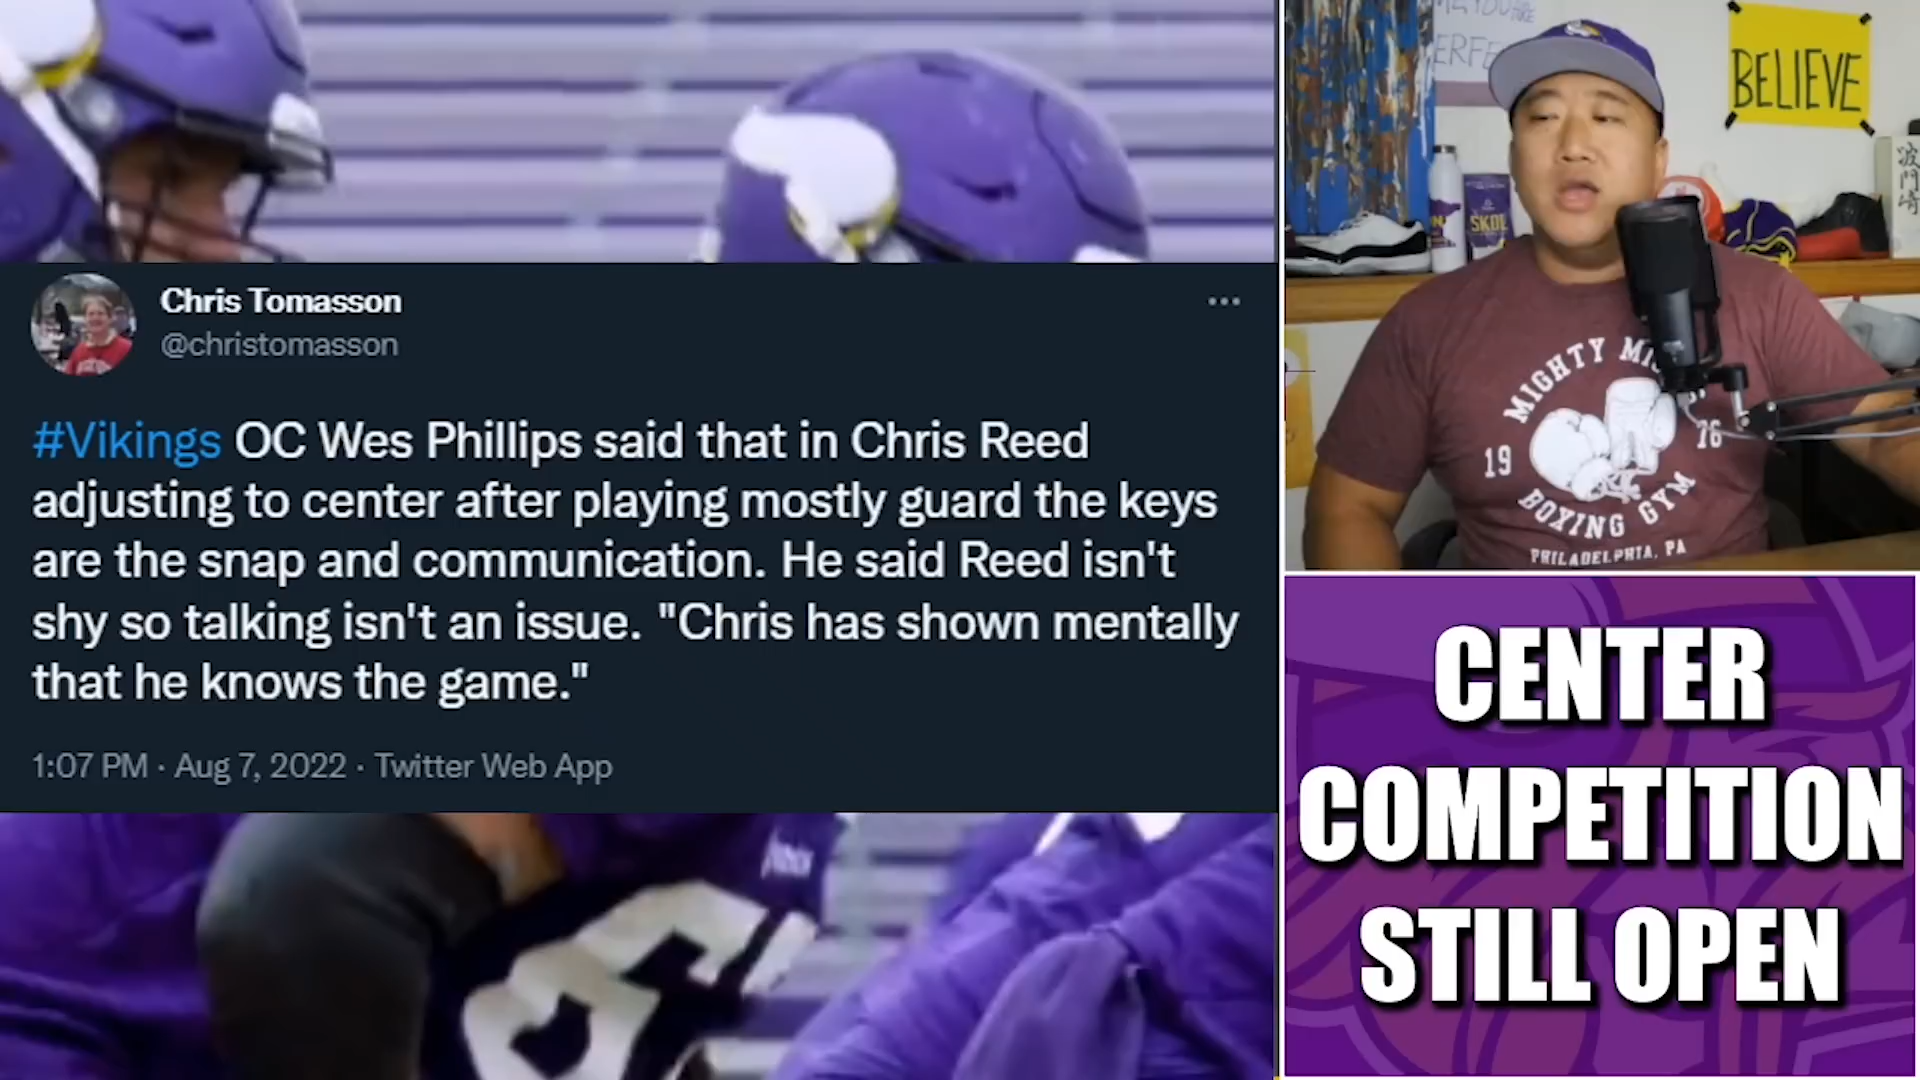 Chris Tomasson
@christomasson
#Vikings OC Wes Phillips said that in Chris Reed
adjusting to center after playing mostly guard the keys
are the snap and communication. He said Reed isn't
shy so talking isn't an issue. "Chris has shown mentally
that he knows the game."
1:07 PM · Aug 7, 2022 · Twitter Web App
BELIEVE
SKOL
MIGHTY
19 76
BOXING GYM
PHILADELPHIA, PA
CENTER
COMPETITION
STILL OPEN